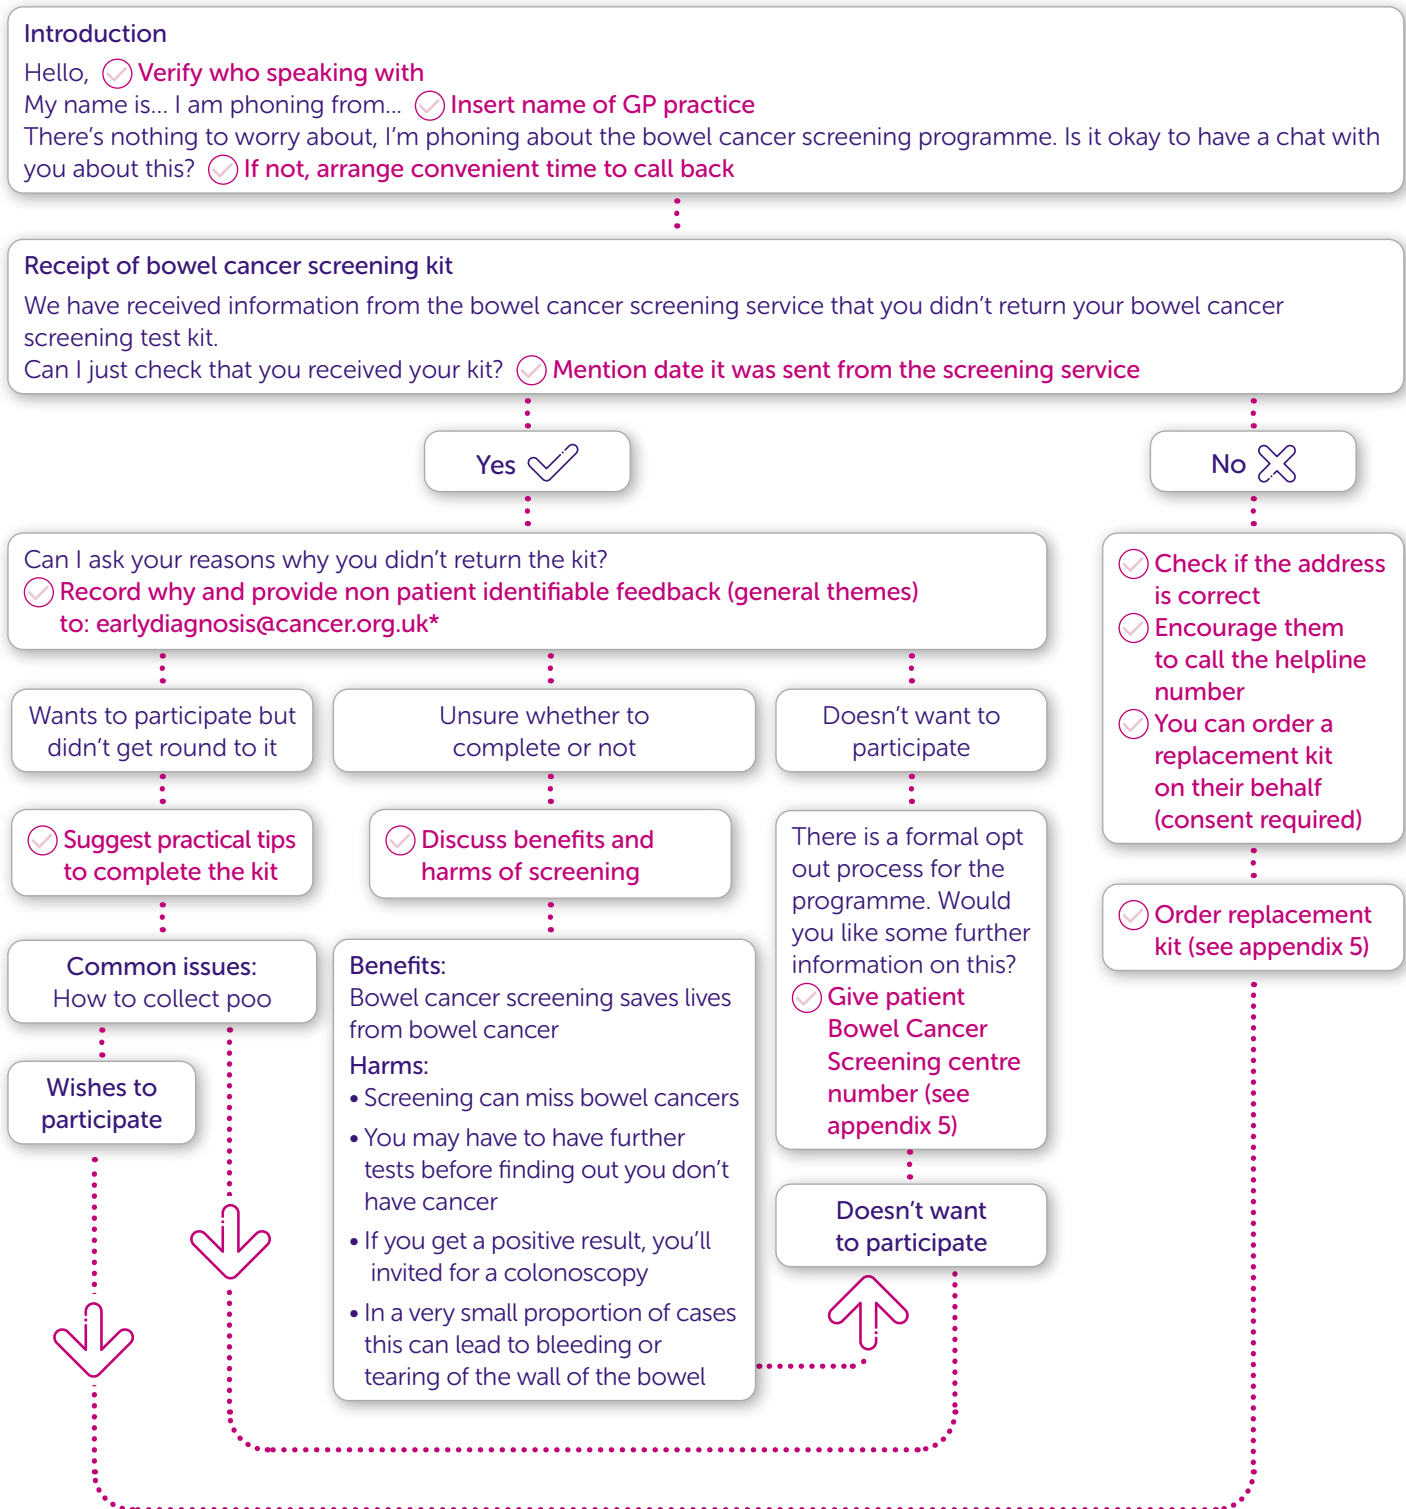 Introduction
Hello, Verify who speaking with
My name is... I am phoning from... Insert name of GP practice
There's nothing to worry about, I'm phoning about the bowel cancer screening programme. Is it okay to have a chat with
you about this? If not, arrange convenient time to call back
Receipt of bowel cancer screening kit
We have received information from the bowel cancer screening service that you didn't return your bowel cancer
screening test kit.
Can I just check that you received your kit? Mention date it was sent from the screening service
Yes
No
Can I ask your reasons why you didn't return the kit?
Record why and provide non patient identifiable feedback (general themes)
to: earlydiagnosis@cancer.org.uk*
Wants to participate but
didn't get round to it
Suggest practical tips
to complete the kit
Common issues:
How to collect poo
Wishes to
participate
Unsure whether to
complete or not
Discuss benefits and
harms of screening
Benefits:
Bowel cancer screening saves lives
from bowel cancer
Harms:
• Screening can miss bowel cancers
• You may have to have further
tests before finding out you don't
have cancer
• If you get a positive result, you'll
invited for a colonoscopy
• In a very small proportion of cases
this can lead to bleeding or
tearing of the wall of the bowel
Doesn't want to
participate
There is a formal opt
out process for the
programme. Would
you like some further
information on this?
Give patient
Bowel Cancer
Screening centre
number (see
appendix 5)
Doesn't want
to participate
Check if the address
is correct
Encourage them
to call the helpline
number
You can order a
replacement kit
on their behalf
(consent required)
Order replacement
kit (see appendix 5)